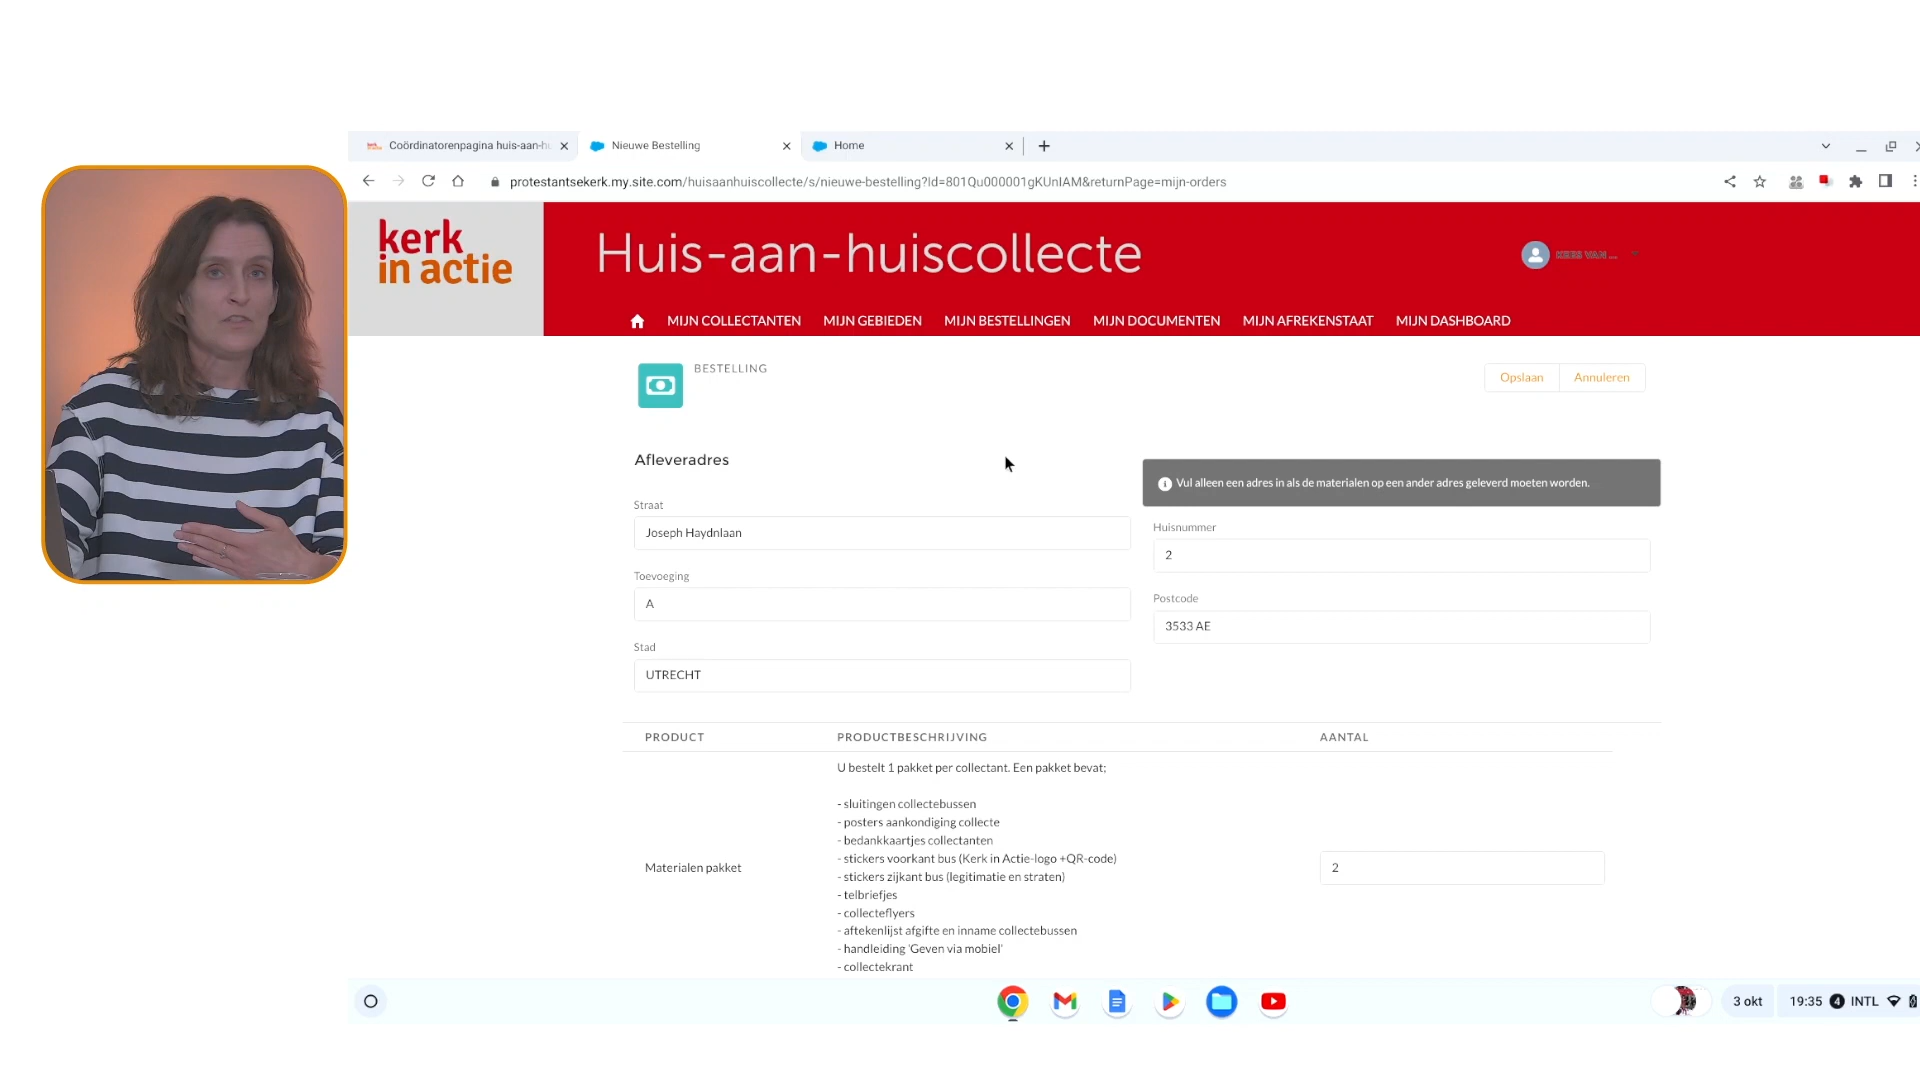 Coördinatorenpagina huis-aan-hu
Nieuwe Bestelling
Home
protestantsekerk.my.site.com/huisaanhuiscollecte/s/nieuwe-bestelling?Id=801Qu000001gKUnIAM&returnPage=mijn-orders
kerk
in actie
Huis-aan-huiscollecte
KEES VAN ...
MIJN COLLECTANTEN
MIJN GEBIEDEN
MIJN BESTELLINGEN
MIJN DOCUMENTEN
MIJN AFREKENSTAAT
MIJN DASHBOARD
BESTELLING
Opslaan
Annuleren
Afleveradres
Vul alleen een adres in als de materialen op een ander adres geleverd moeten worden.
Straat
Joseph Haydnlaan
Huisnummer
2
Toevoeging
A
Postcode
3533 AE
Stad
UTRECHT
PRODUCT
PRODUCTBESCHRIJVING
AANTAL
U bestelt 1 pakket per collectant. Een pakket bevat;
- sluitingen collectebussen
- posters aankondiging collecte
- bedankkaartjes collectanten
- stickers voorkant bus (Kerk in Actie-logo +QR-code)
Materialen pakket
2
- stickers zijkant bus (legitimatie en straten)
- telbriefjes
- collecteflyers
- aftekenlijst afgifte en inname collectebussen
- handleiding 'Geven via mobiel'
- collectekrant
3 okt
19:35
4
INTL